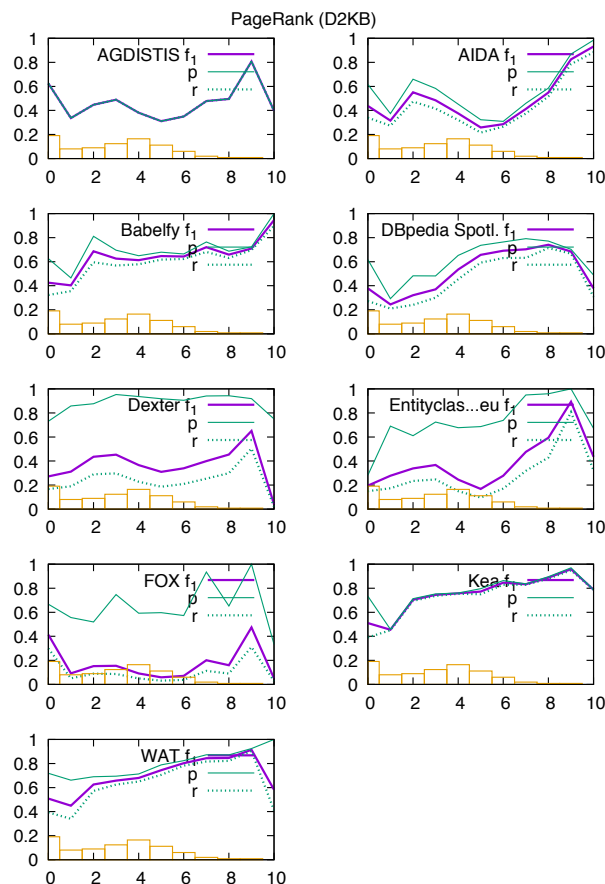 PageRank (D2KB)
1
0.8
0.6
0.4
0.2
0
AGDISTIS f1
p
r
0 2 4 6 8 10
1
0.8
0.6
0.4
0.2
0
AIDA f1
p
r
0 2 4 6 8 10
1
0.8
0.6
0.4
0.2
0
Babelfy f1
p
r
0 2 4 6 8 10
1
0.8
0.6
0.4
0.2
0
DBpedia Spotl. f1
p
r
0 2 4 6 8 10
1
0.8
0.6
0.4
0.2
0
Dexter f1
p
r
0 2 4 6 8 10
1
0.8
0.6
0.4
0.2
0
Entityclas...eu f1
p
r
0 2 4 6 8 10
1
0.8
0.6
0.4
0.2
0
FOX f1
p
r
0 2 4 6 8 10
1
0.8
0.6
0.4
0.2
0
Kea f1
p
r
0 2 4 6 8 10
1
0.8
0.6
0.4
0.2
0
WAT f1
p
r
0 2 4 6 8 10